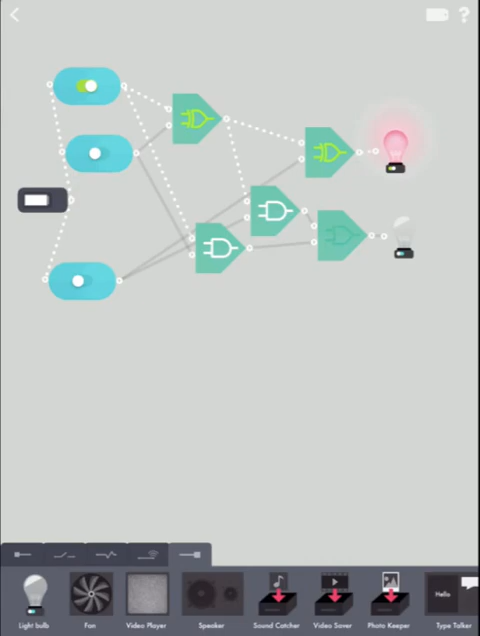 ?
Light bulb
Fan
Video Player
Speaker
Sound Catcher
Video Saver
Photo Keeper
Type Talker
Hello